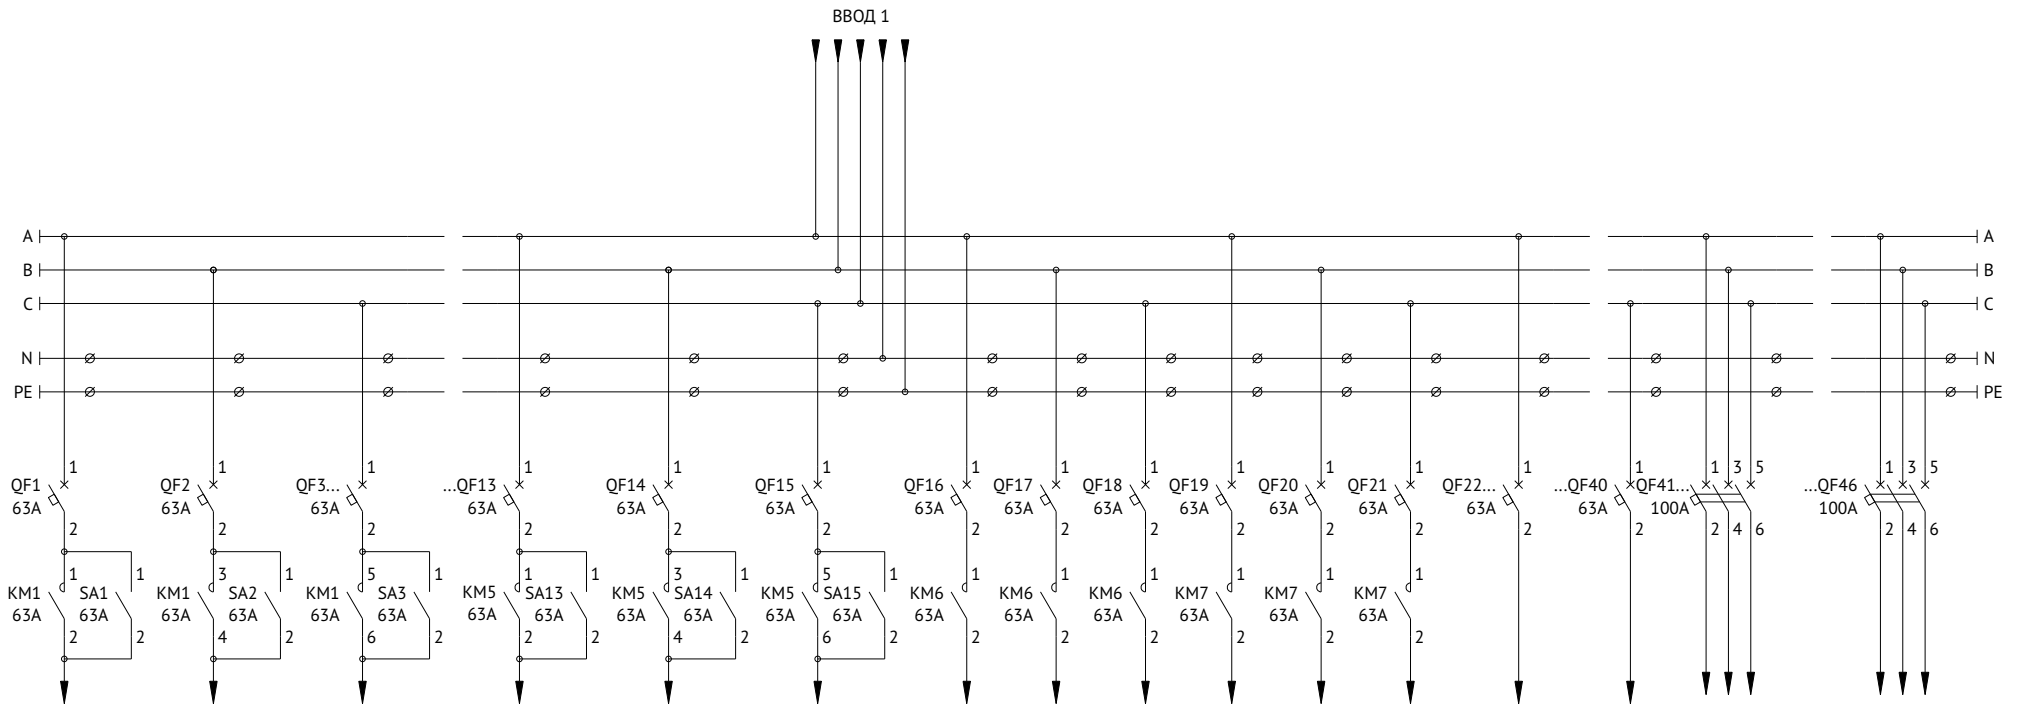 ВВОД 1
A A
B B
C C
N N
PE PE
1 1 1 1 1 1 1 1 1 1 1 1 1 1 1 3 5 1 3 5
QF1 QF2 QF3... ...QF13 QF14 QF15 QF16 QF17 QF18 QF19 QF20 QF21 QF22... ...QF40 QF41... ...QF46
63A 63A 63A 63A 63A 63A 63A 63A 63A 63A 63A 63A 63A 63A 100A 100A
2 2 2 2 2 2 2 2 2 2 2 2 2 2 2 4 6 2 4 6
1 1 3 1 5 1 1 1 3 1 5 1 1 1 1 1 1 1
KM1 SA1 KM1 SA2 KM1 SA3 KM5 SA13 KM5 SA14 KM5 SA15 KM6 KM6 KM6 KM7 KM7 KM7
63A 63A 63A 63A 63A 63A 63A 63A 63A 63A 63A 63A 63A 63A 63A 63A 63A 63A
2 2 4 2 6 2 2 2 4 2 6 2 2 2 2 2 2 2